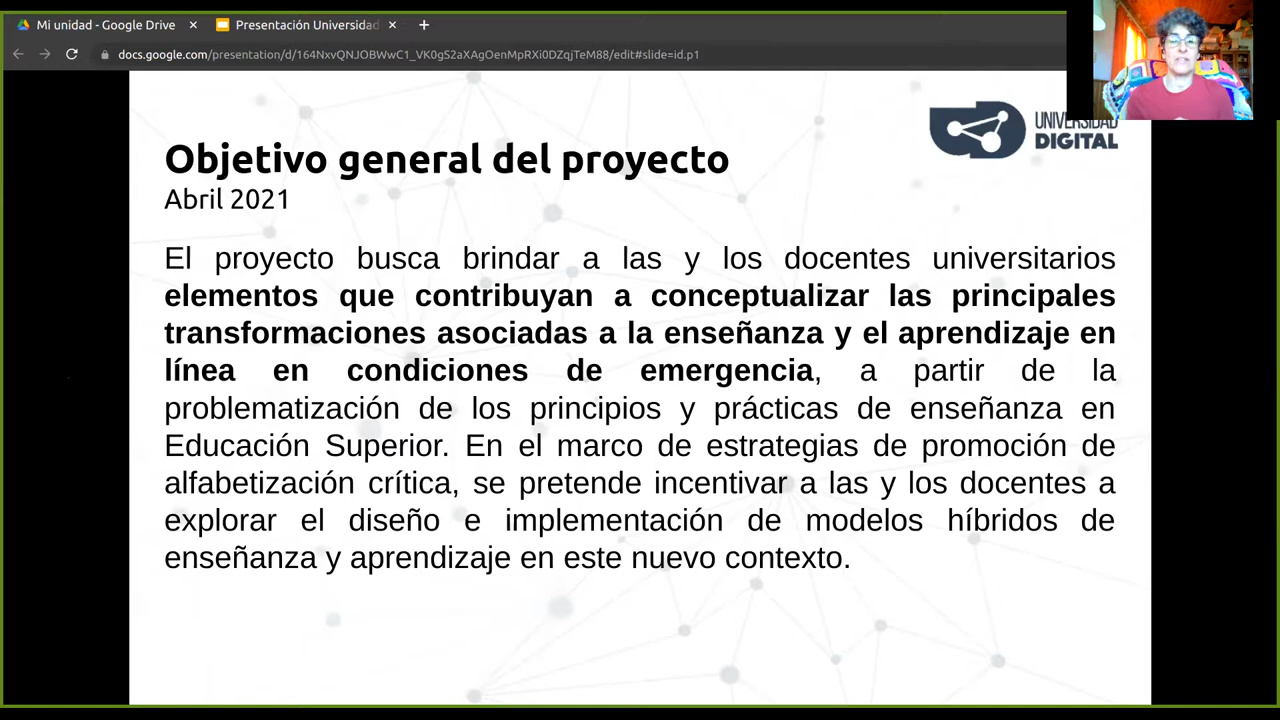 Mi unidad - Google Drive
Presentación Universidad
docs.google.com/presentation/d/164NxvQNJOBWwC1_VK0gS2aXAgOenMpRXi0DZqjTeM88/edit#slide=id.p1
UNIVERSIDAD
DIGITAL
Objetivo general del proyecto
Abril 2021
El proyecto busca brindar a las y los docentes universitarios
elementos que contribuyan a conceptualizar las principales
transformaciones asociadas a la enseñanza y el aprendizaje en
línea en condiciones de emergencia, a partir de la
problematización de los principios y prácticas de enseñanza en
Educación Superior. En el marco de estrategias de promoción de
alfabetización crítica, se pretende incentivar a las y los docentes a
explorar el diseño e implementación de modelos híbridos de
enseñanza y aprendizaje en este nuevo contexto.